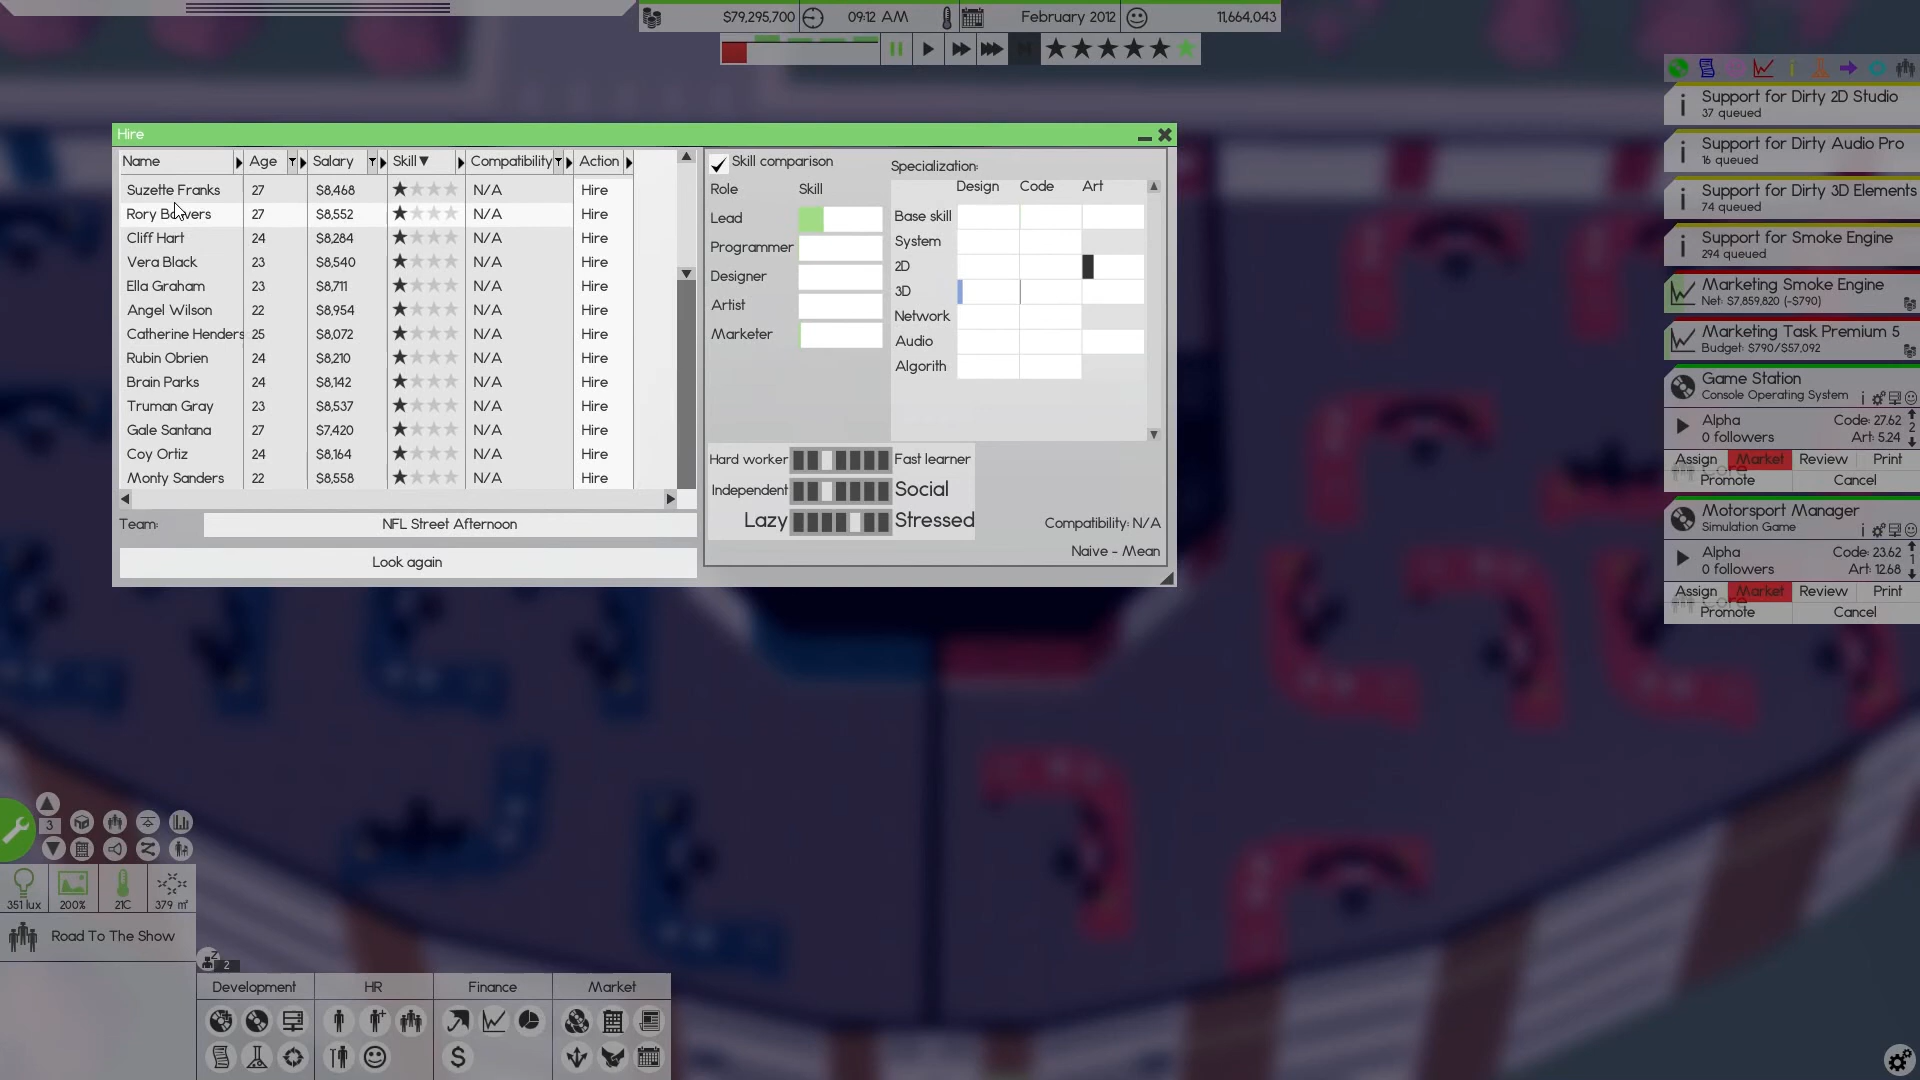 $79,295,700 09:12 AM February 2012 11,664,043
Hire
Name Age Salary Skill▼ Compatibility Action
Suzette Franks 27 $8,468 N/A Hire
Rory Bowers 27 $8,552 N/A Hire
Cliff Hart 24 $8,284 N/A Hire
Vera Black 23 $8,540 N/A Hire
Ella Graham 23 $8,711 N/A Hire
Angel Wilson 22 $8,954 N/A Hire
Catherine Henders 25 $8,072 N/A Hire
Rubin Obrien 24 $8,210 N/A Hire
Brain Parks 24 $8,142 N/A Hire
Truman Gray 23 $8,537 N/A Hire
Gale Santana 27 $7,420 N/A Hire
Coy Ortiz 24 $8,164 N/A Hire
Monty Sanders 22 $8,558 N/A Hire
Team: NFL Street Afternoon
Look again
Skill comparison
Role Skill
Lead
Programmer
Designer
Artist
Marketer
Specialization:
Design Code Art
Base skill
System
2D
3D
Network
Audio
Algorith
Hard worker Fast learner
Independent Social
Lazy Stressed
Compatibility: N/A
Naive - Mean
Support for Dirty 2D Studio
37 queued
Support for Dirty Audio Pro
16 queued
Support for Dirty 3D Elements
74 queued
Support for Smoke Engine
294 queued
Marketing Smoke Engine
Net: $7,859,820 (-$790)
Marketing Task Premium 5
Budget: $790/$57,092
Game Station
Console Operating System
Alpha Code: 27.62
0 followers Art: 5.24
2
Assign Market Review Print
Promote Cancel
Motorsport Manager
Simulation Game
Alpha Code: 23.62
0 followers Art: 12.68
1
Assign Market Review Print
Promote Cancel
3
351 lux 200% 21C 379 m²
Road To The Show
2
Development HR Finance Market